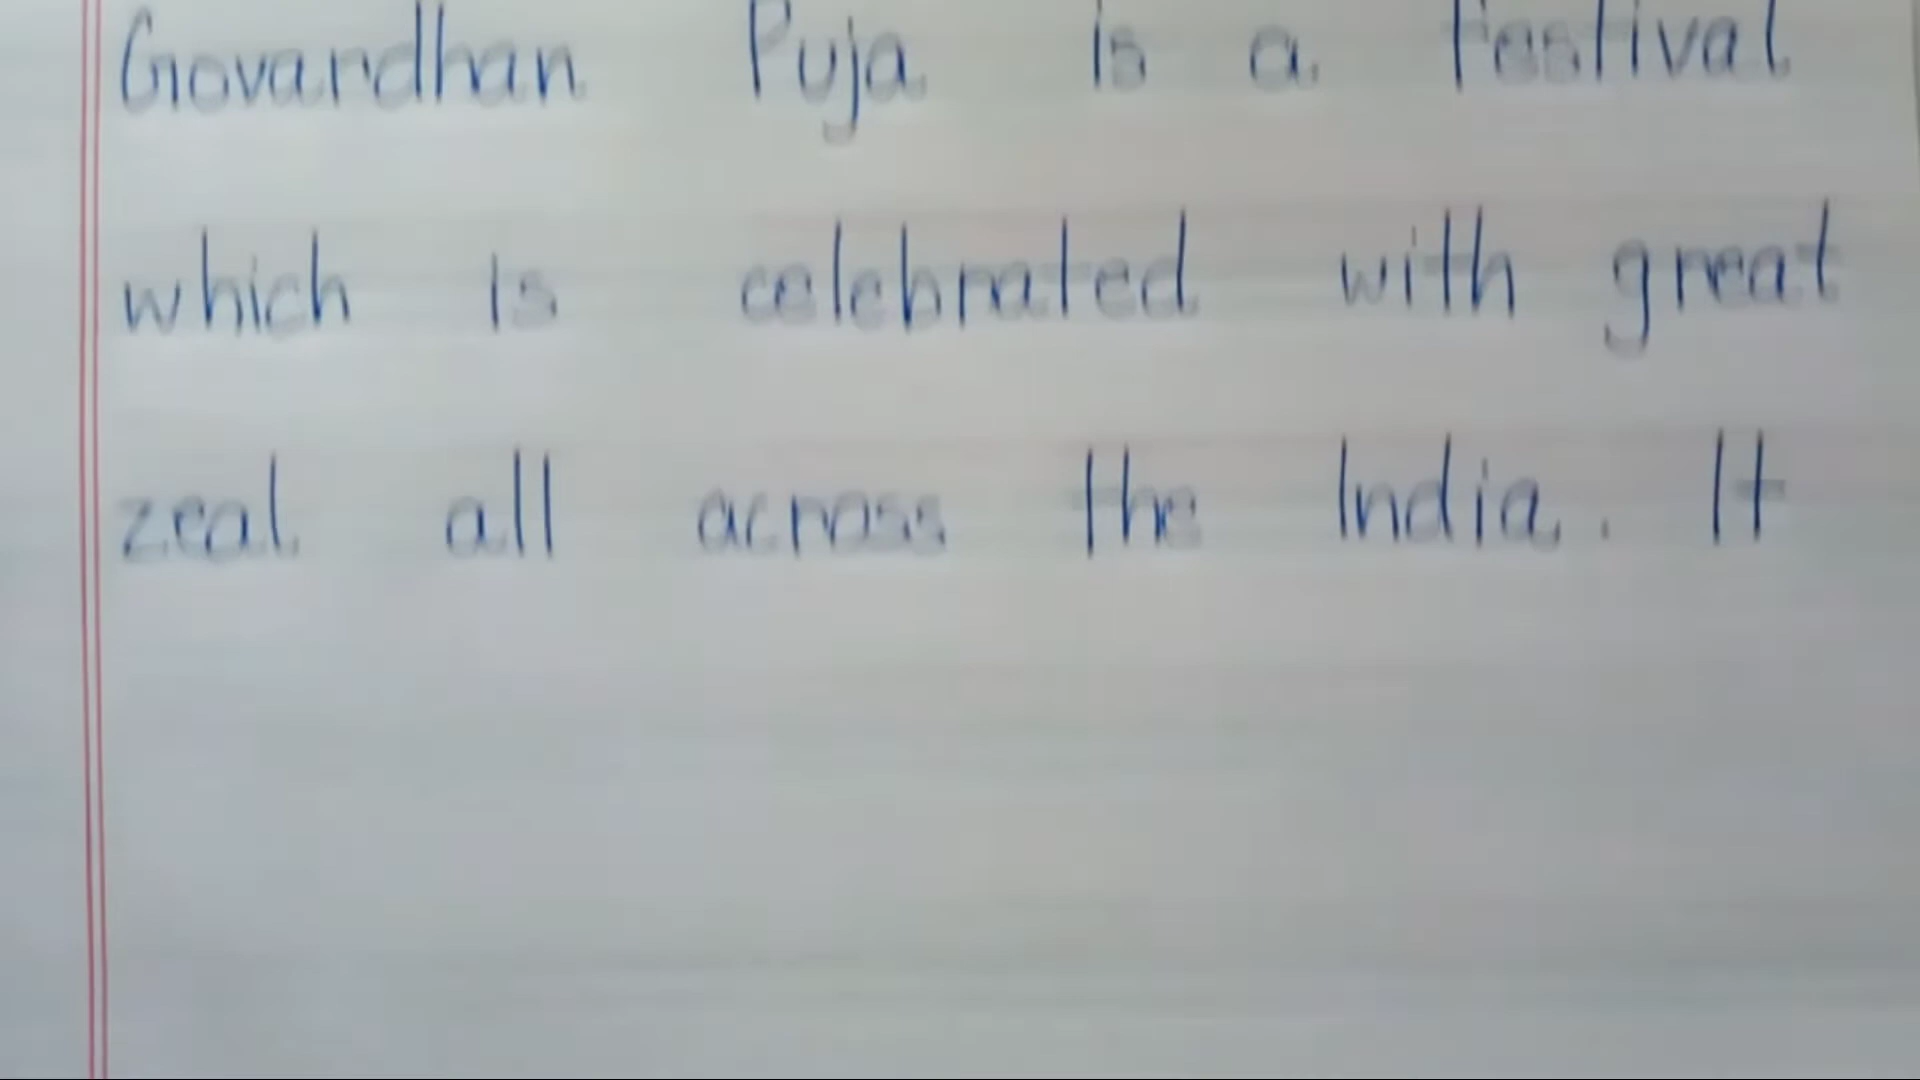 Govardhan Puja is a festival
which is celebrated with great
zeal all across the India. It